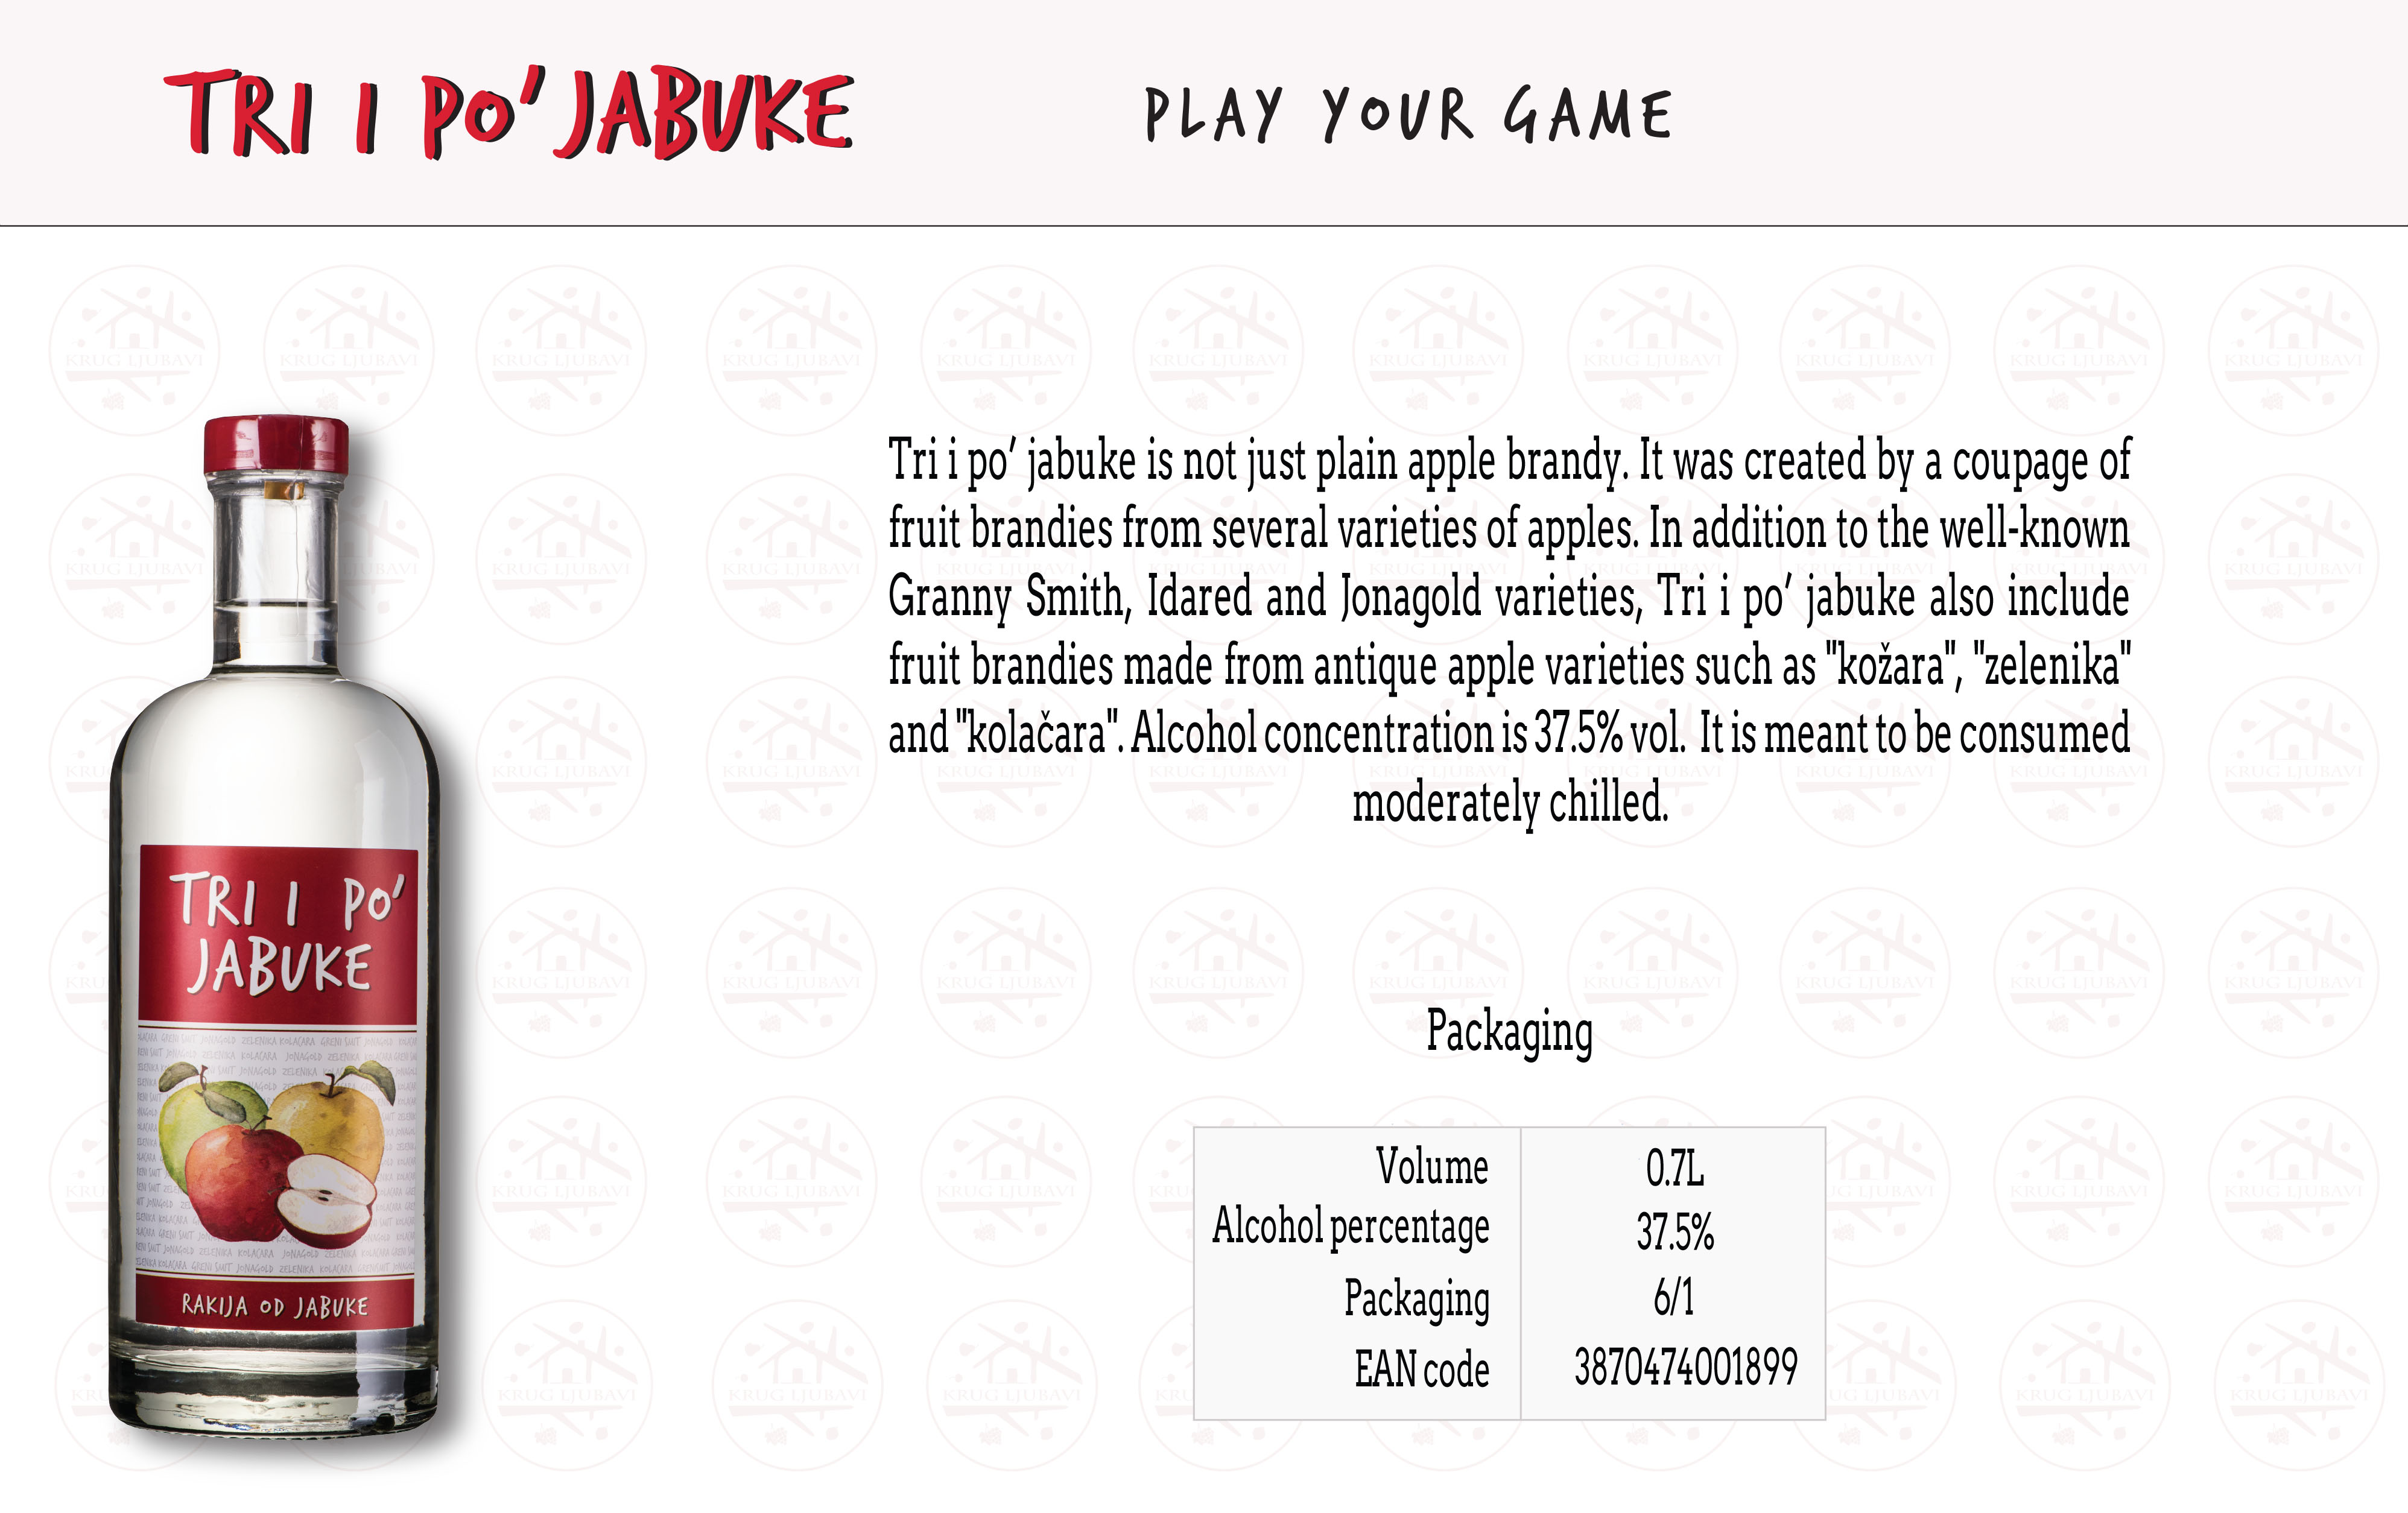 TRI I PO’ JABUKE
PLAY YOUR GAME
Tri i po’ jabuke is not just plain apple brandy. It was created by a coupage of
fruit brandies from several varieties of apples. In addition to the well-known
Granny Smith, Idared and Jonagold varieties, Tri i po’ jabuke also include
fruit brandies made from antique apple varieties such as "kožara", "zelenika"
and "kolačara". Alcohol concentration is 37.5% vol. It is meant to be consumed
moderately chilled.
TRI I PO’
JABUKE
RAKIJA OD JABUKE
Packaging
Volume 0.7L
Alcohol percentage 37.5%
Packaging 6/1
EAN code 3870474001899
KRUG LJUBAVI